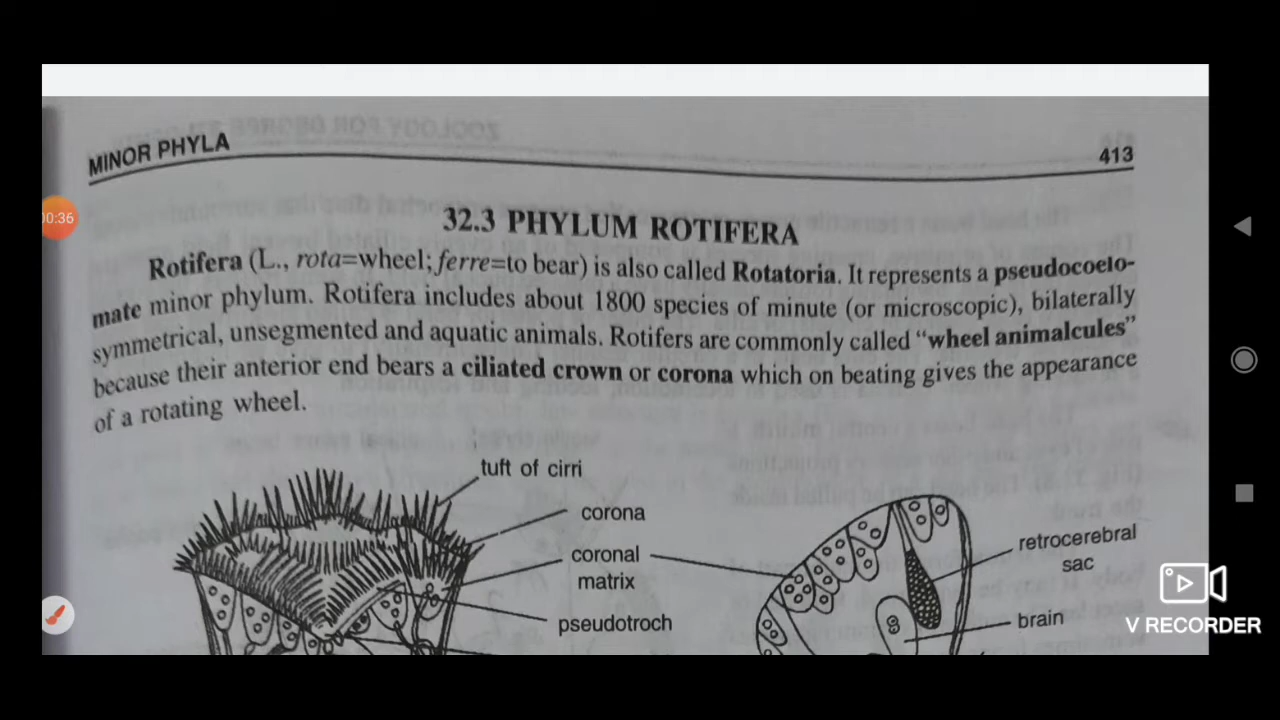 MINOR PHYLA
413
32.3 PHYLUM ROTIFERA
Rotifera (L., rota=wheel; ferre=to bear) is also called Rotatoria. It represents a pseudocoelo-
mate minor phylum. Rotifera includes about 1800 species of minute (or microscopic), bilaterally
symmetrical, unsegmented and aquatic animals. Rotifers are commonly called “wheel animalcules”
because their anterior end bears a ciliated crown or corona which on beating gives the appearance
of a rotating wheel.
tuft of cirri
corona
coronal
matrix
pseudotroch
retrocerebral
sac
brain
00:36
V RECORDER